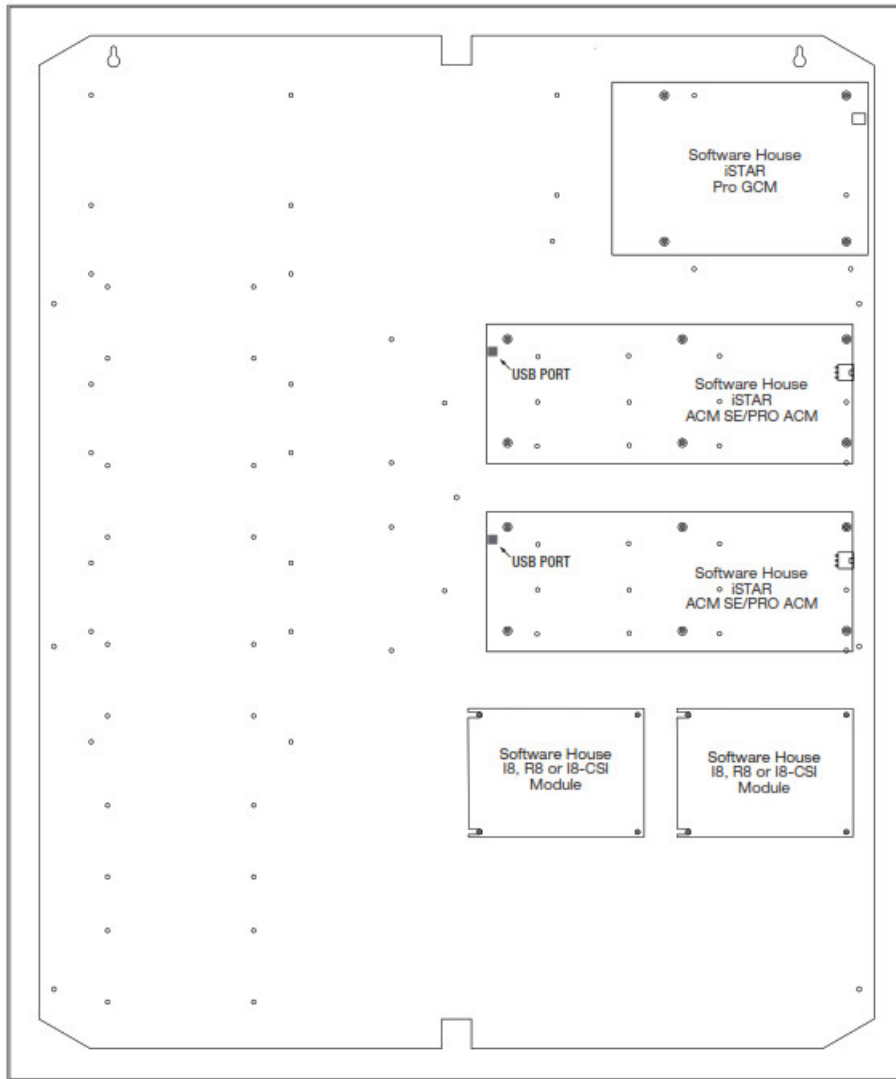 Software House
iSTAR
Pro GCM
USB PORT
Software House
iSTAR
ACM SE/PRO ACM
USB PORT
Software House
iSTAR
ACM SE/PRO ACM
Software House
I8, R8 or I8-CSI
Module
Software House
I8, R8 or I8-CSI
Module